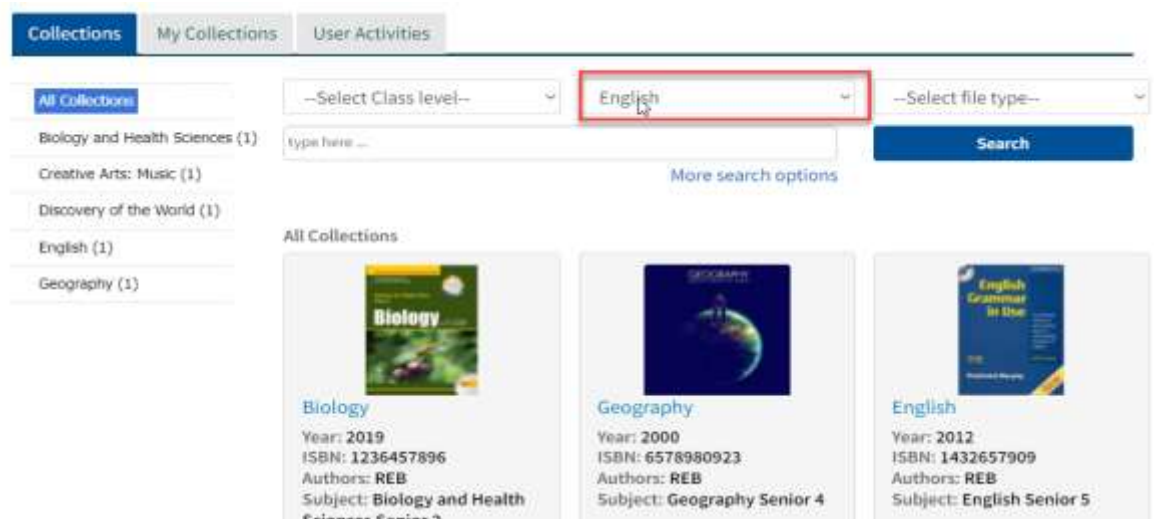 Collections My Collections User Activities
All Collections
Biology and Health Sciences (1)
Creative Arts: Music (1)
Discovery of the World (1)
English (1)
Geography (1)
--Select Class level--
English
--Select file type--
type here ...
Search
More search options
All Collections
Biology
Biology
Year: 2019
ISBN: 1236457896
Authors: REB
Subject: Biology and Health
Sciences Senior 2
GEOGRAPHY
Geography
Year: 2000
ISBN: 6578980923
Authors: REB
Subject: Geography Senior 4
English
Grammar
in Use
English
Year: 2012
ISBN: 1432657909
Authors: REB
Subject: English Senior 5